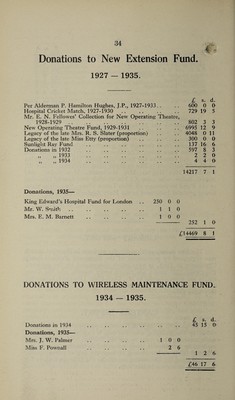 34
Donations to New Extension Fund.
1927 — 1935.
£ s. d.
Per Alderman P. Hamilton Hughes, J.P., 1927-1933 .. 600 0 0
Hospital Cricket Match, 1927-1930 .. 729 19 5
Mr. E. N. Follows' Collection for New Operating Theatre,
1928-1929 .. 802 3 3
New Operating Theatre Fund, 1929-1931 .. 6995 12 9
Legacy of the late Mrs. R. S. Slater (proportion) .. 4048 0 11
Legacy of the late Miss Etty (proportion) .. 300 0 0
Sunlight Ray Fund .. 137 16 6
Donations in 1932 .. 597 8 3
„ „ 1933 .. 2 2 0
„ „ 1934 .. 4 4 0
14217 7 1
Donations, 1935—
King Edward's Hospital Fund for London .. 250 0 0
Mr. W. Smith .. 1 1 0
Mrs. E. M. Barnett .. 1 0 0
252 1 0
£14469 8 1
DONATIONS TO WIRELESS MAINTENANCE FUND.
1934 — 1935.
£ s. d.
Donations in 1934 .. 45 15 0
Donations, 1935—
Mrs. J. W. Palmer .. 1 0 0
Miss F. Pownall .. 2 6
1 2 6
£46 17 6